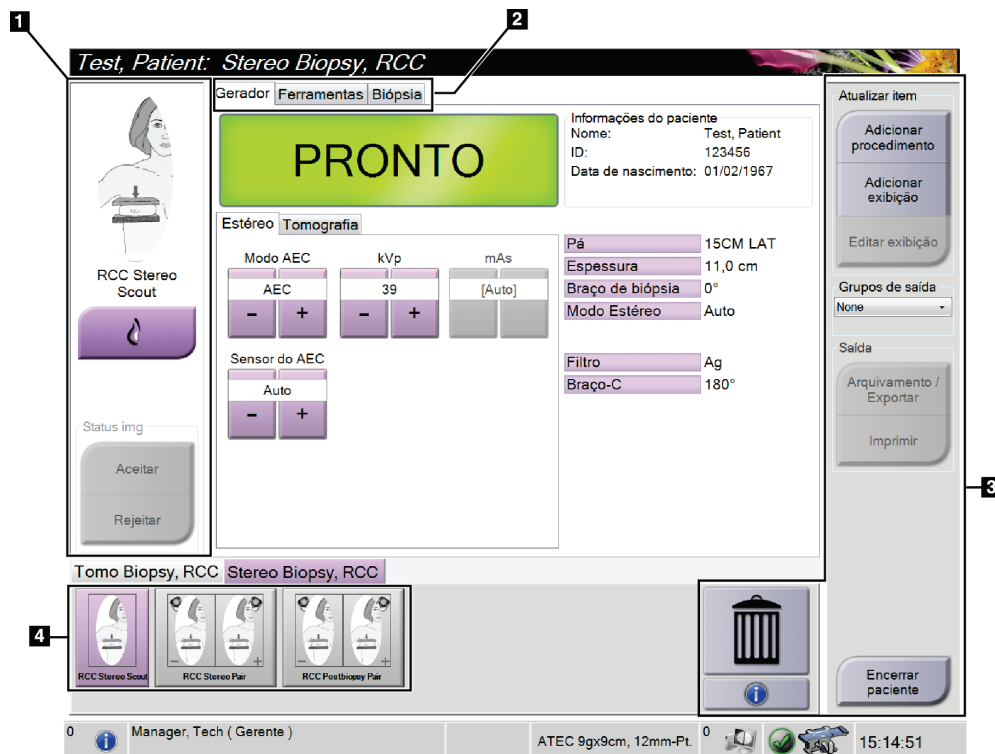 1
2
Test, Patient: Stereo Biopsy, RCC
Gerador Ferramentas Biópsia
PRONTO
Informações do paciente
Nome: Test, Patient
ID: 123456
Data de nascimento: 01/02/1967
Atualizar item
Adicionar
procedimento
Adicionar
exibição
Editar exibição
Grupos de saída
None
Saída
Arquivamento /
Exportar
Imprimir
3
RCC Stereo
Scout
Status img
Aceitar
Rejeitar
Estéreo Tomografia
Modo AEC kVp mAs
AEC 39 [Auto]
- + - +
Sensor do AEC
Auto
- +
Pá 15CM LAT
Espessura 11,0 cm
Braço de biópsia 0°
Modo Estéreo Auto
Filtro Ag
Braço-C 180°
Tomo Biopsy, RCC Stereo Biopsy, RCC
4
RCC Stereo Scout
- +
RCC Stereo Pair
- +
RCC Postbiopsy Pair
Encerrar
paciente
0 Manager, Tech ( Gerente ) ATEC 9gx9cm, 12mm-Pt. 0 15:14:51